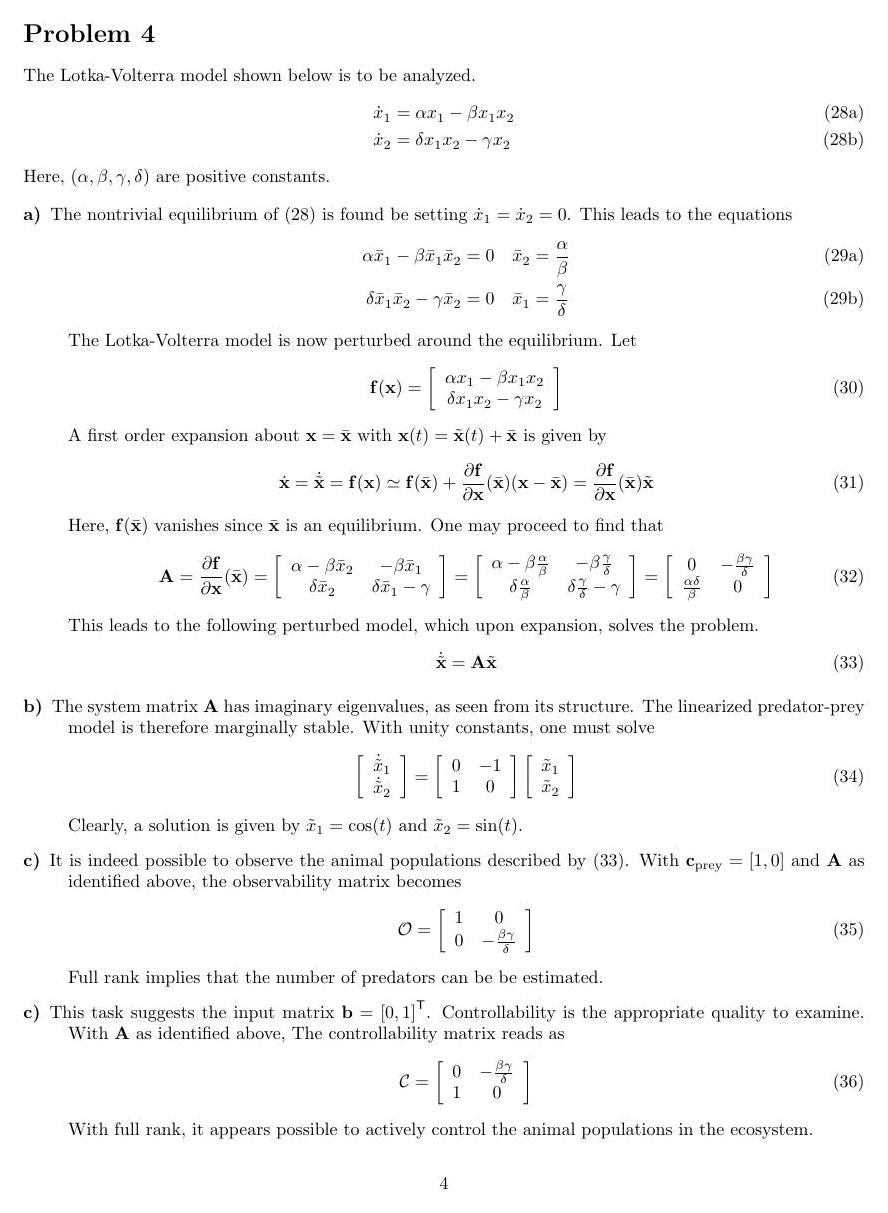 Problem 4
The Lotka-Volterra model shown below is to be analyzed.
ẋ₁ = αx₁ − βx₁x₂ (28a)
ẋ₂ = δx₁x₂ − γx₂ (28b)
Here, (α, β, γ, δ) are positive constants.
a) The nontrivial equilibrium of (28) is found be setting ẋ₁ = ẋ₂ = 0. This leads to the equations
αx̄₁ − βx̄₁x̄₂ = 0 x̄₂ = α/β (29a)
δx̄₁x̄₂ − γx̄₂ = 0 x̄₁ = γ/δ (29b)
The Lotka-Volterra model is now perturbed around the equilibrium. Let
f(x) = [ αx₁ − βx₁x₂ ; δx₁x₂ − γx₂ ] (30)
A first order expansion about x = x̄ with x(t) = x̃(t) + x̄ is given by
ẋ = x̃̇ = f(x) ≃ f(x̄) + ∂f/∂x (x̄)(x − x̄) = ∂f/∂x (x̄)x̃ (31)
Here, f(x̄) vanishes since x̄ is an equilibrium. One may proceed to find that
A = ∂f/∂x (x̄) = [ α − βx̄₂ −βx̄₁ ; δx̄₂ δx̄₁ − γ ] = [ α − β α/β −β γ/δ ; δ α/β δ γ/δ − γ ] = [ 0 −βγ/δ ; αδ/β 0 ] (32)
This leads to the following perturbed model, which upon expansion, solves the problem.
x̃̇ = Ax̃ (33)
b) The system matrix A has imaginary eigenvalues, as seen from its structure. The linearized predator-prey
model is therefore marginally stable. With unity constants, one must solve
[ x̃̇₁ ; x̃̇₂ ] = [ 0 −1 ; 1 0 ] [ x̃₁ ; x̃₂ ] (34)
Clearly, a solution is given by x̃₁ = cos(t) and x̃₂ = sin(t).
c) It is indeed possible to observe the animal populations described by (33). With c_prey = [1, 0] and A as
identified above, the observability matrix becomes
𝒪 = [ 1 0 ; 0 −βγ/δ ] (35)
Full rank implies that the number of predators can be be estimated.
c) This task suggests the input matrix b = [0, 1]ᵀ. Controllability is the appropriate quality to examine.
With A as identified above, The controllability matrix reads as
𝒞 = [ 0 −βγ/δ ; 1 0 ] (36)
With full rank, it appears possible to actively control the animal populations in the ecosystem.
4